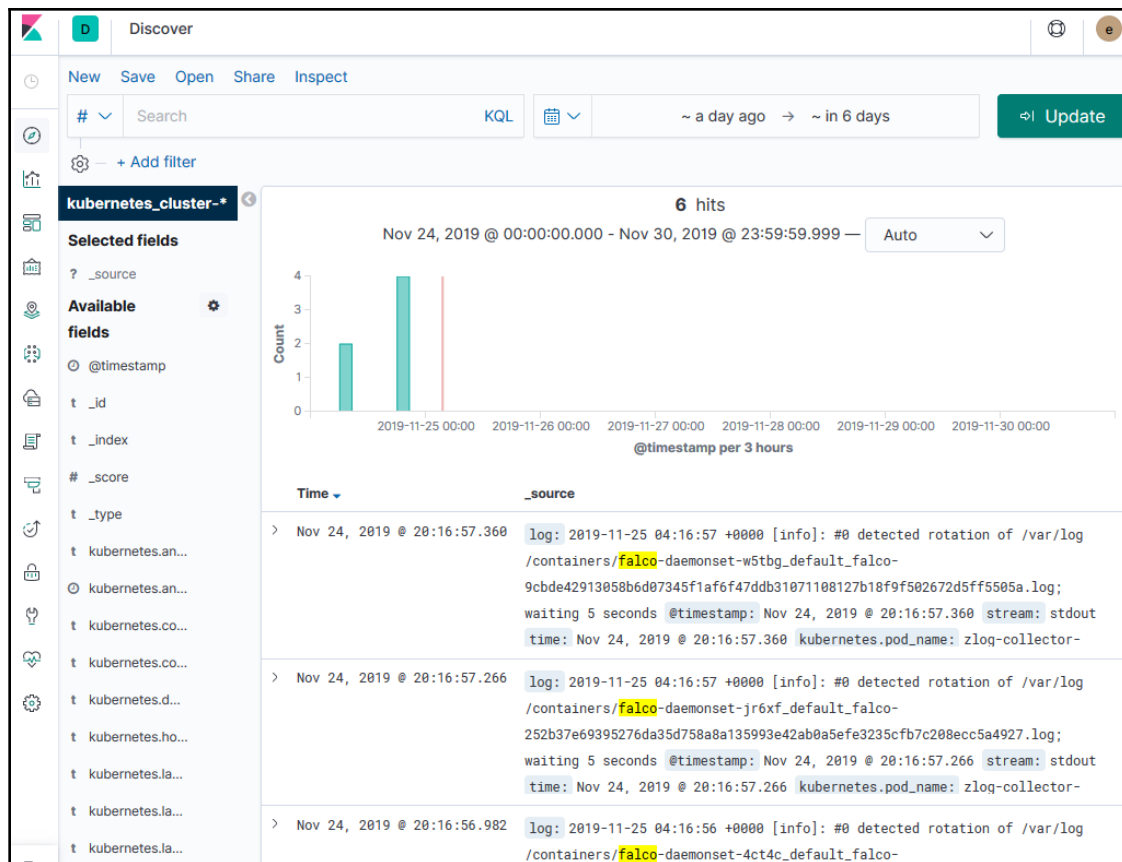 D Discover e
New Save Open Share Inspect
# Search KQL ~ a day ago → ~ in 6 days Update
+ Add filter
kubernetes_cluster-*
Selected fields
? _source
Available
fields
@timestamp
t _id
t _index
# _score
t _type
t kubernetes.an...
kubernetes.an...
t kubernetes.co...
t kubernetes.co...
t kubernetes.d...
t kubernetes.ho...
t kubernetes.la...
t kubernetes.la...
t kubernetes.la...
6 hits
Nov 24, 2019 @ 00:00:00.000 - Nov 30, 2019 @ 23:59:59.999 — Auto
Count
4
3
2
1
0
2019-11-25 00:00 2019-11-26 00:00 2019-11-27 00:00 2019-11-28 00:00 2019-11-29 00:00 2019-11-30 00:00
@timestamp per 3 hours
Time _source
Nov 24, 2019 @ 20:16:57.360 log: 2019-11-25 04:16:57 +0000 [info]: #0 detected rotation of /var/log
/containers/falco-daemonset-w5tbg_default_falco-
9cbde42913058b6d07345f1af6f47ddb31071108127b18f9f502672d5ff5505a.log;
waiting 5 seconds @timestamp: Nov 24, 2019 @ 20:16:57.360 stream: stdout
time: Nov 24, 2019 @ 20:16:57.360 kubernetes.pod_name: zlog-collector-
Nov 24, 2019 @ 20:16:57.266 log: 2019-11-25 04:16:57 +0000 [info]: #0 detected rotation of /var/log
/containers/falco-daemonset-jr6xf_default_falco-
252b37e69395276da35d758a8a135993e42ab0a5efe3235cfb7c208ecc5a4927.log;
waiting 5 seconds @timestamp: Nov 24, 2019 @ 20:16:57.266 stream: stdout
time: Nov 24, 2019 @ 20:16:57.266 kubernetes.pod_name: zlog-collector-
Nov 24, 2019 @ 20:16:56.982 log: 2019-11-25 04:16:56 +0000 [info]: #0 detected rotation of /var/log
/containers/falco-daemonset-4ct4c_default_falco-